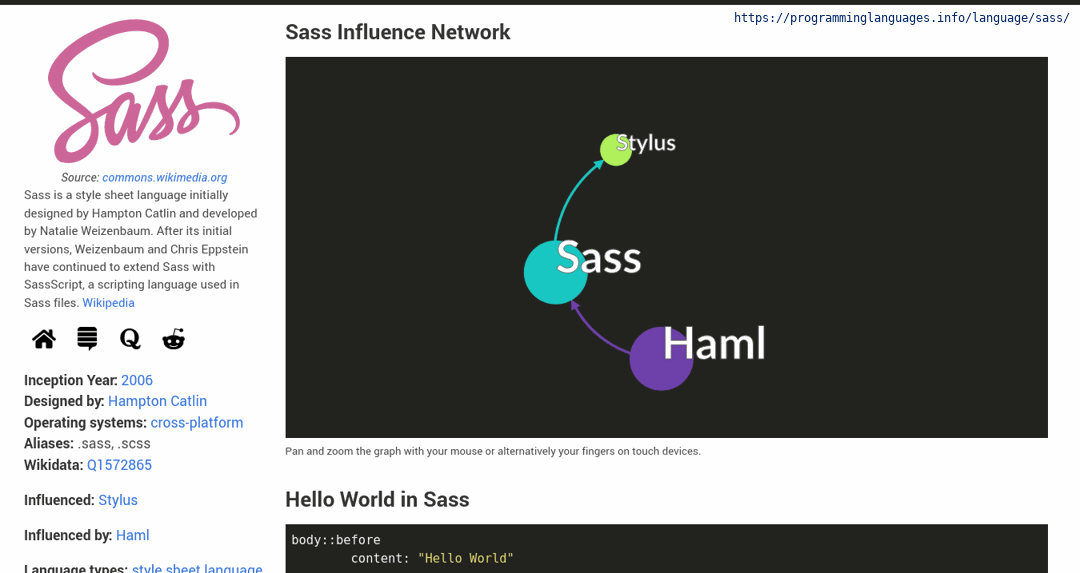 https://programminglanguages.info/language/sass/
Sass
Source: commons.wikimedia.org
Sass is a style sheet language initially
designed by Hampton Catlin and developed
by Natalie Weizenbaum. After its initial
versions, Weizenbaum and Chris Eppstein
have continued to extend Sass with
SassScript, a scripting language used in
Sass files. Wikipedia
Q
Inception Year: 2006
Designed by: Hampton Catlin
Operating systems: cross-platform
Aliases: .sass, .scss
Wikidata: Q1572865
Influenced: Stylus
Influenced by: Haml
Language types: style sheet language
Sass Influence Network
Stylus
Sass
Haml
Pan and zoom the graph with your mouse or alternatively your fingers on touch devices.
Hello World in Sass
body::before
content: "Hello World"